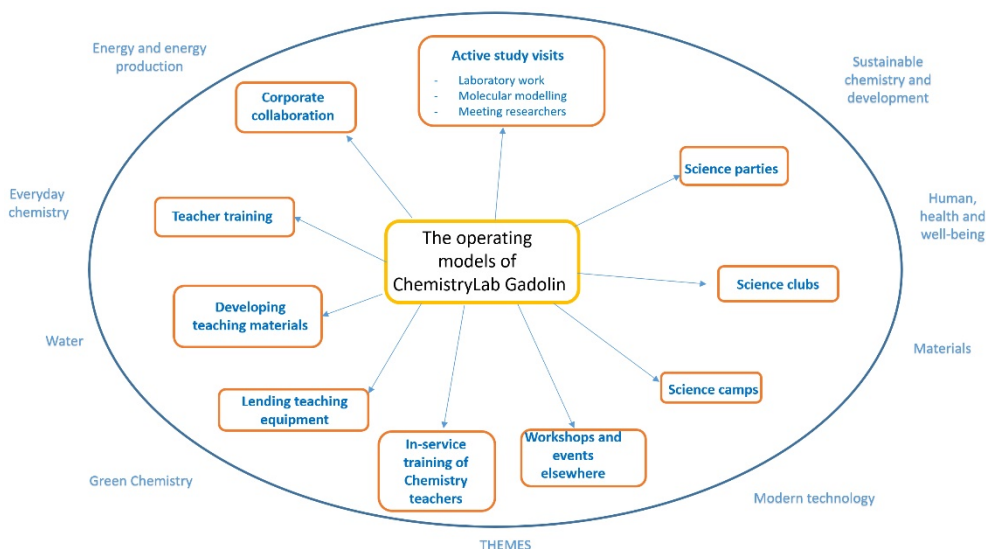 Energy and energy
production
Active study visits
- Laboratory work
- Molecular modelling
- Meeting researchers
Sustainable
chemistry and
development
Corporate
collaboration
Science parties
Everyday
chemistry
Human,
health and
well-being
Teacher training
The operating
models of
ChemistryLab Gadolin
Science clubs
Developing
teaching materials
Water
Materials
Science camps
Lending teaching
equipment
In-service
training of
Chemistry
teachers
Workshops and
events
elsewhere
Green Chemistry
Modern technology
THEMES